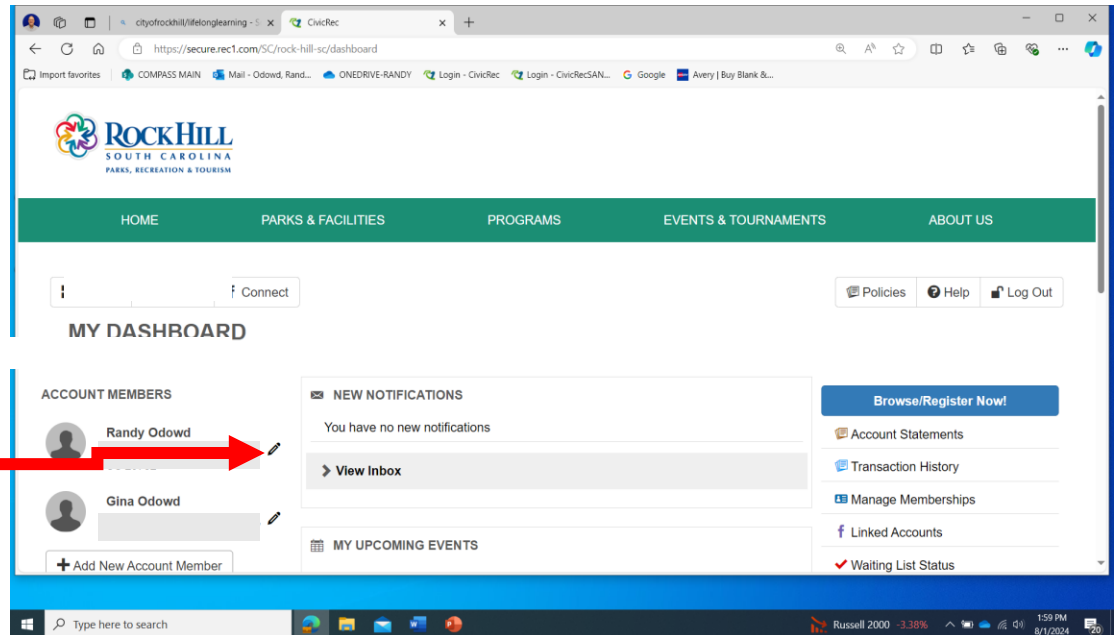 cityofrockhill/lifelonglearning - S
CivicRec
https://secure.rec1.com/SC/rock-hill-sc/dashboard
Import favorites COMPASS MAIN Mail - Odowd, Rand... ONEDRIVE-RANDY Login - CivicRec Login - CivicRecSAN... Google Avery | Buy Blank &...
ROCK HILL
SOUTH CAROLINA
PARKS, RECREATION & TOURISM
HOME PARKS & FACILITIES PROGRAMS EVENTS & TOURNAMENTS ABOUT US
Connect Policies Help Log Out
MY DASHBOARD
ACCOUNT MEMBERS
Randy Odowd
Gina Odowd
+ Add New Account Member
NEW NOTIFICATIONS
You have no new notifications
View Inbox
MY UPCOMING EVENTS
Browse/Register Now!
Account Statements
Transaction History
Manage Memberships
Linked Accounts
Waiting List Status
Type here to search
Russell 2000 -3.38%
1:59 PM
8/1/2024
20